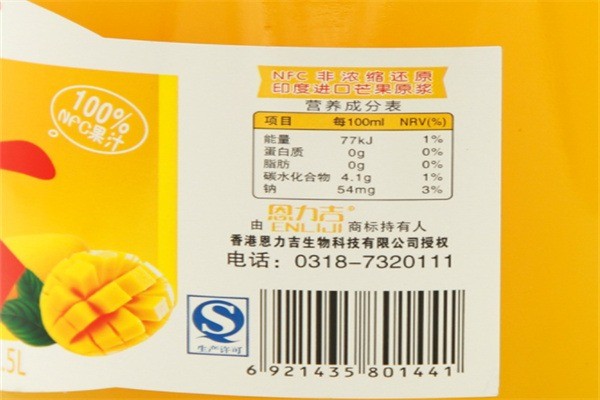 100%
NFC果汁
NFC 非浓缩还原
印度进口芒果原浆
营养成分表
项目 每100ml NRV(%)
能量 77kJ 1%
蛋白质 0g 0%
脂肪 0g 0%
碳水化合物 4.1g 1%
钠 54mg 3%
由 恩力吉® ENLIJI 商标持有人
香港恩力吉生物科技有限公司授权
电话：0318-7320111
QS
生产许可
6 921435 801441
.5L